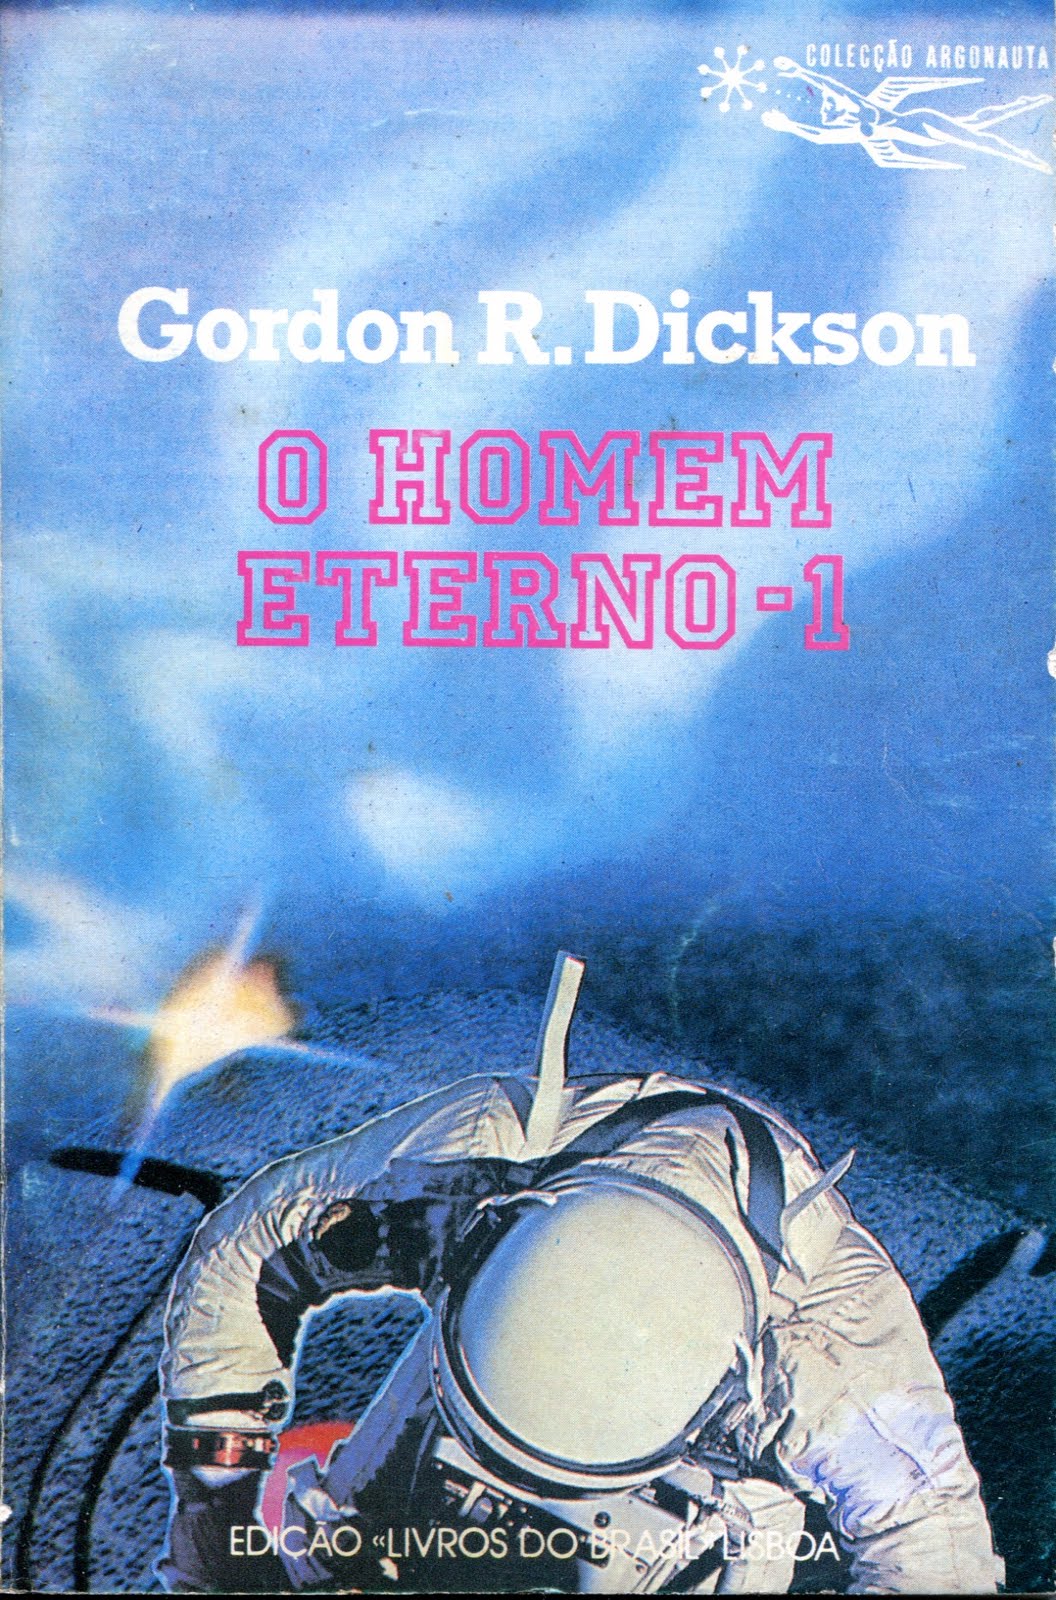 COLECÇÃO ARGONAUTA
Gordon R. Dickson
O HOMEM
ETERNO-1
EDIÇÃO «LIVROS DO BRASIL» LISBOA